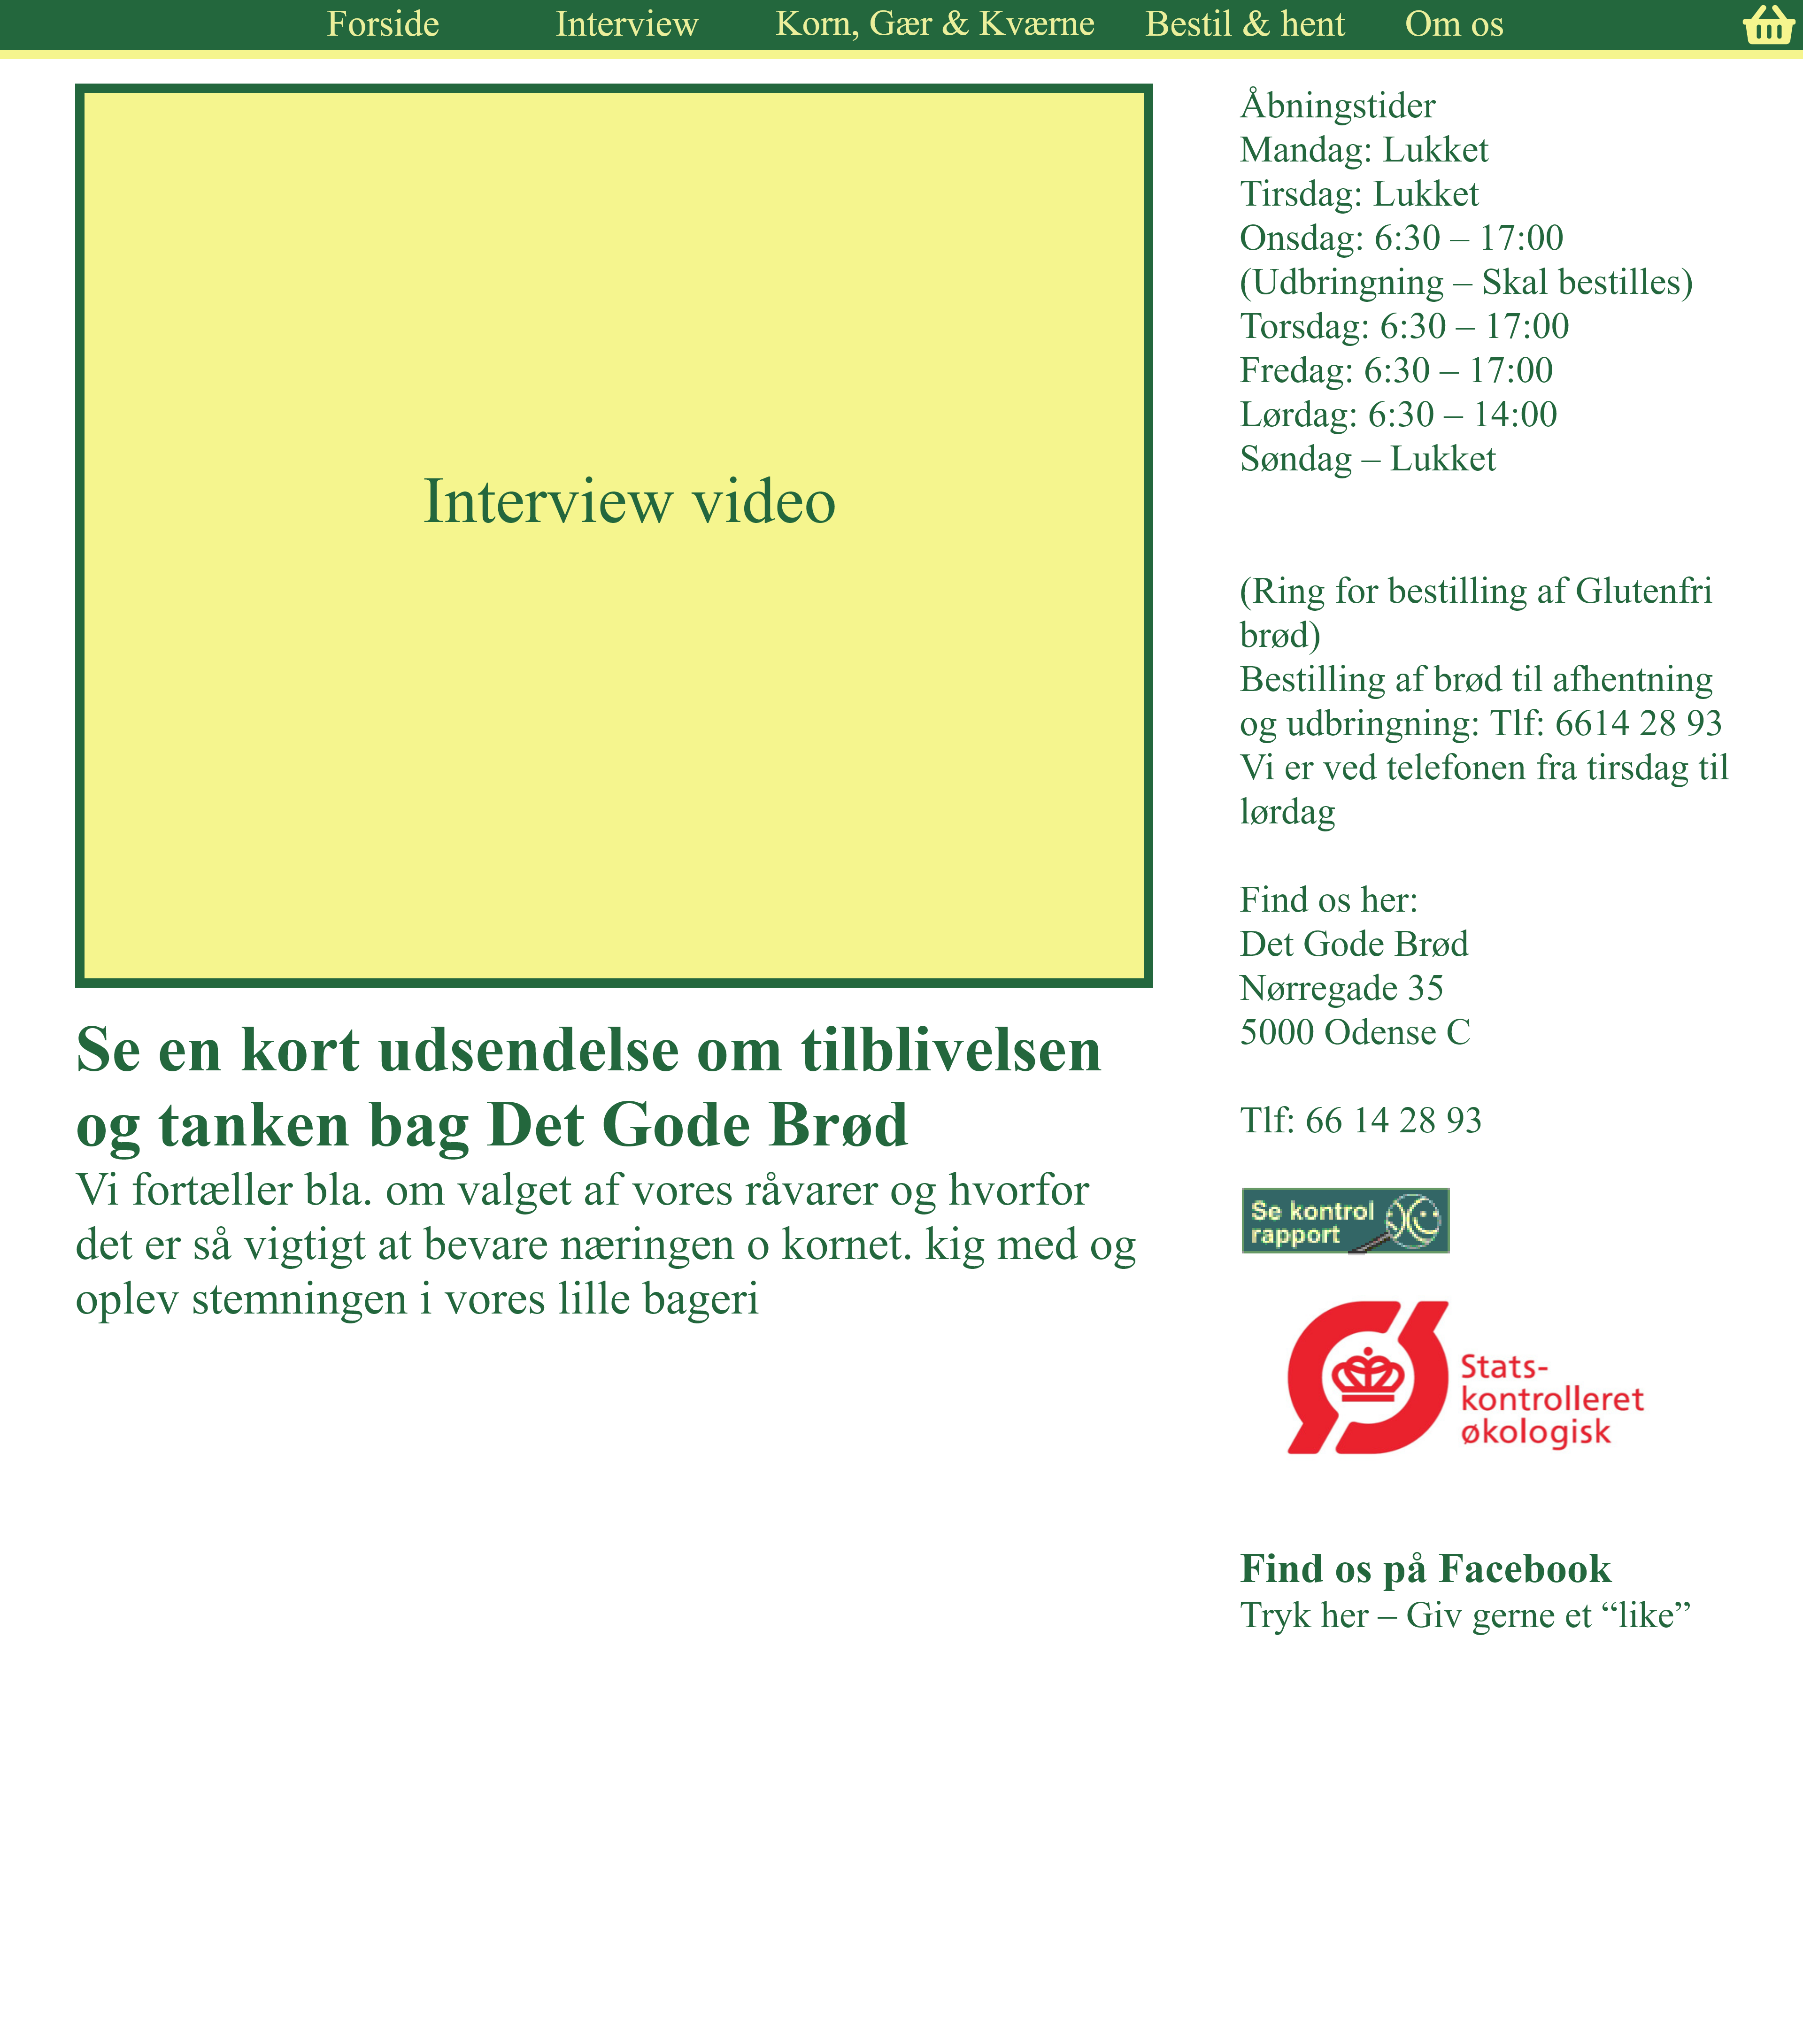 Forside Interview Korn, Gær & Kværne Bestil & hent Om os
Interview video
Se en kort udsendelse om tilblivelsen
og tanken bag Det Gode Brød
Vi fortæller bla. om valget af vores råvarer og hvorfor
det er så vigtigt at bevare næringen o kornet. kig med og
oplev stemningen i vores lille bageri
Åbningstider
Mandag: Lukket
Tirsdag: Lukket
Onsdag: 6:30 – 17:00
(Udbringning – Skal bestilles)
Torsdag: 6:30 – 17:00
Fredag: 6:30 – 17:00
Lørdag: 6:30 – 14:00
Søndag – Lukket
(Ring for bestilling af Glutenfri
brød)
Bestilling af brød til afhentning
og udbringning: Tlf: 6614 28 93
Vi er ved telefonen fra tirsdag til
lørdag
Find os her:
Det Gode Brød
Nørregade 35
5000 Odense C
Tlf: 66 14 28 93
Se kontrol
rapport
Stats-
kontrolleret
økologisk
Find os på Facebook
Tryk her – Giv gerne et “like”